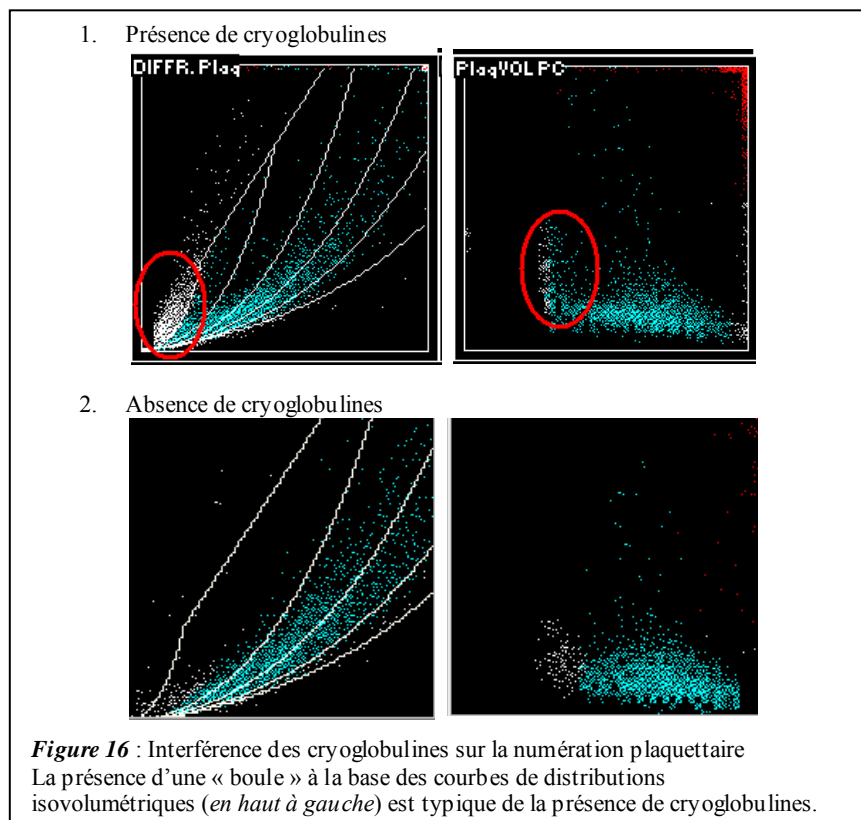 1. Présence de cryoglobulines
DIFFR. Plaq
PlaqVOL PC
2. Absence de cryoglobulines
Figure 16 : Interférence des cryoglobulines sur la numération plaquettaire
La présence d’une « boule » à la base des courbes de distributions
isovolumétriques (en haut à gauche) est typique de la présence de cryoglobulines.